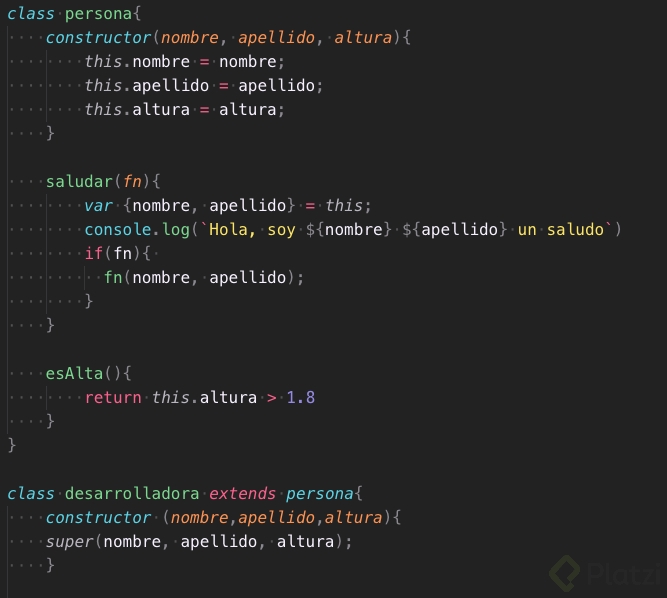 class persona{
    constructor(nombre, apellido, altura){
        this.nombre = nombre;
        this.apellido = apellido;
        this.altura = altura;
    }
    saludar(fn){
        var {nombre, apellido} = this;
        console.log(`Hola, soy ${nombre} ${apellido} un saludo`)
        if(fn){
          fn(nombre, apellido);
        }
    }
    esAlta(){
        return this.altura > 1.8
    }
}
class desarrolladora extends persona{
    constructor (nombre,apellido,altura){
    super(nombre, apellido, altura);
    }
Platzi